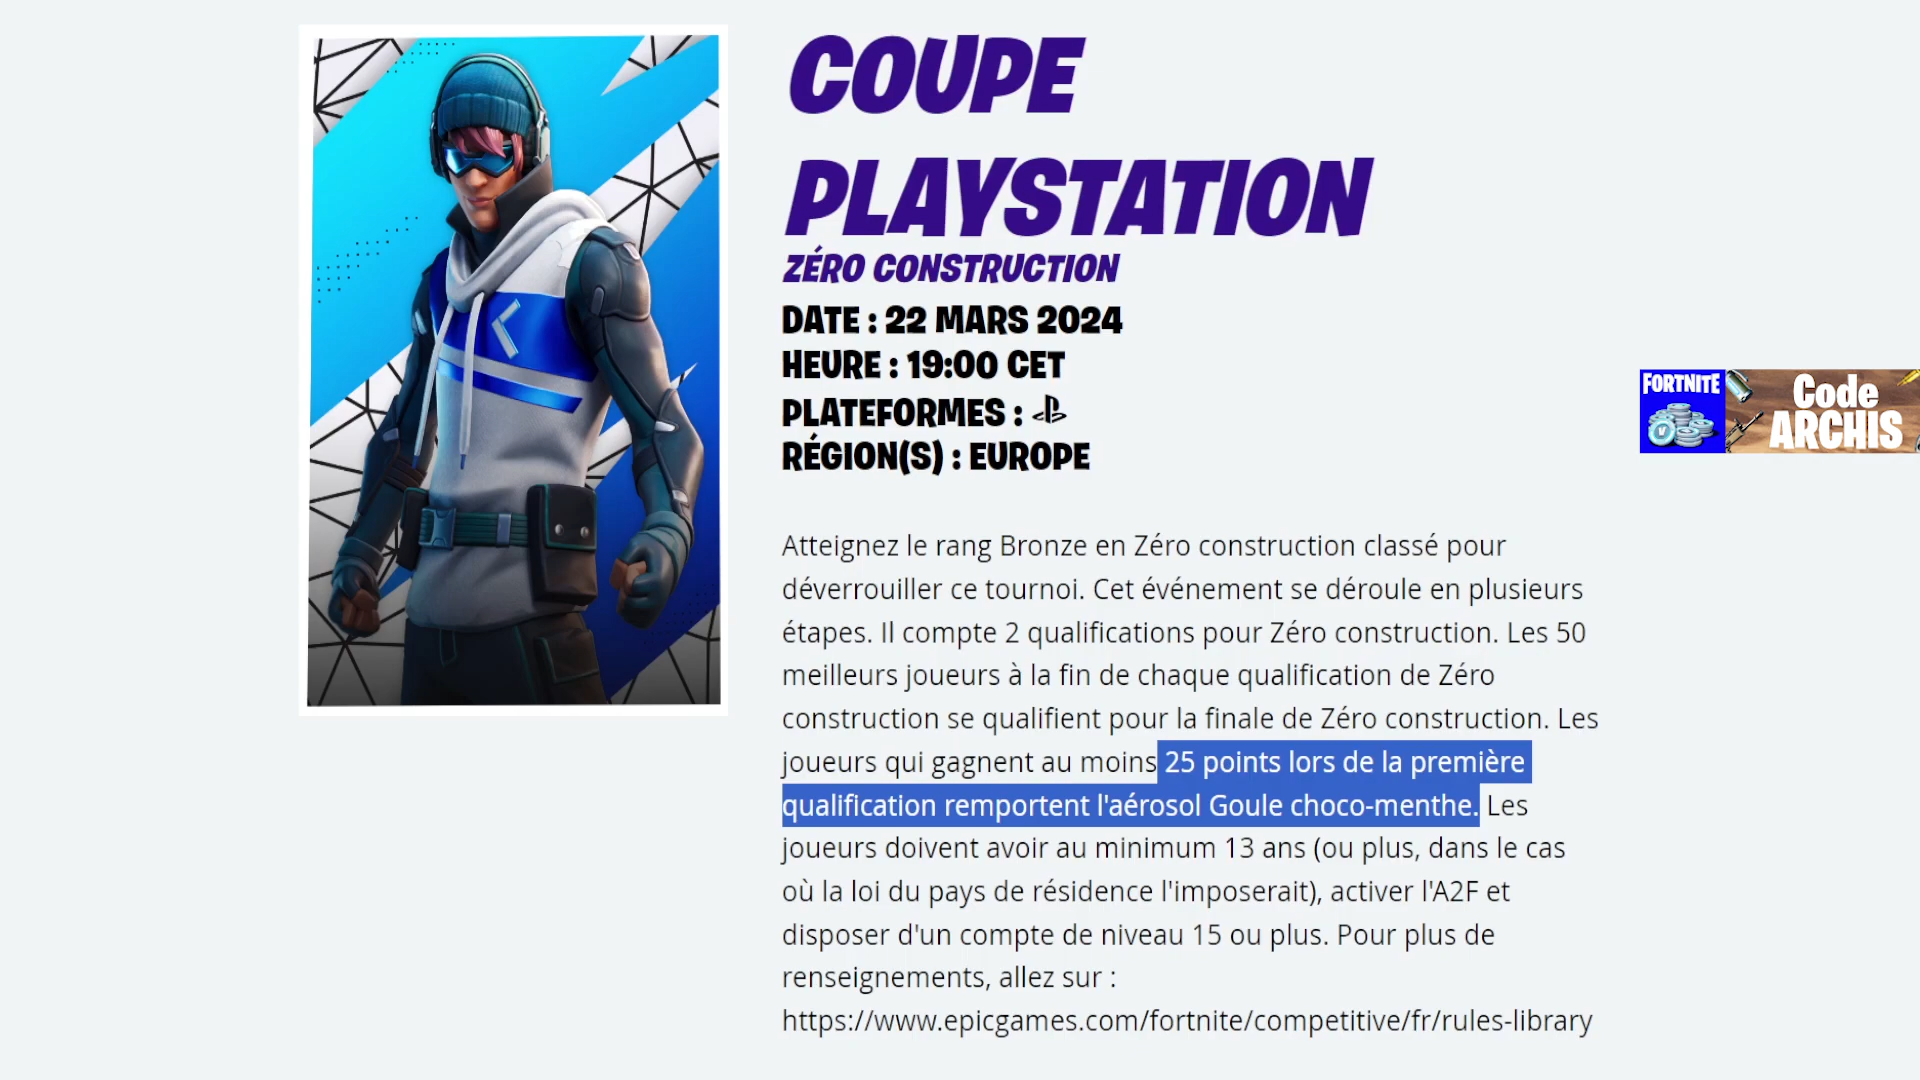 COUPE
PLAYSTATION
ZÉRO CONSTRUCTION
DATE : 22 MARS 2024
HEURE : 19:00 CET
PLATEFORMES :
RÉGION(S) : EUROPE
FORTNITE
Code
ARCHIS
Atteignez le rang Bronze en Zéro construction classé pour
déverrouiller ce tournoi. Cet événement se déroule en plusieurs
étapes. Il compte 2 qualifications pour Zéro construction. Les 50
meilleurs joueurs à la fin de chaque qualification de Zéro
construction se qualifient pour la finale de Zéro construction. Les
joueurs qui gagnent au moins 25 points lors de la première
qualification remportent l'aérosol Goule choco-menthe. Les
joueurs doivent avoir au minimum 13 ans (ou plus, dans le cas
où la loi du pays de résidence l'imposerait), activer l'A2F et
disposer d'un compte de niveau 15 ou plus. Pour plus de
renseignements, allez sur :
https://www.epicgames.com/fortnite/competitive/fr/rules-library